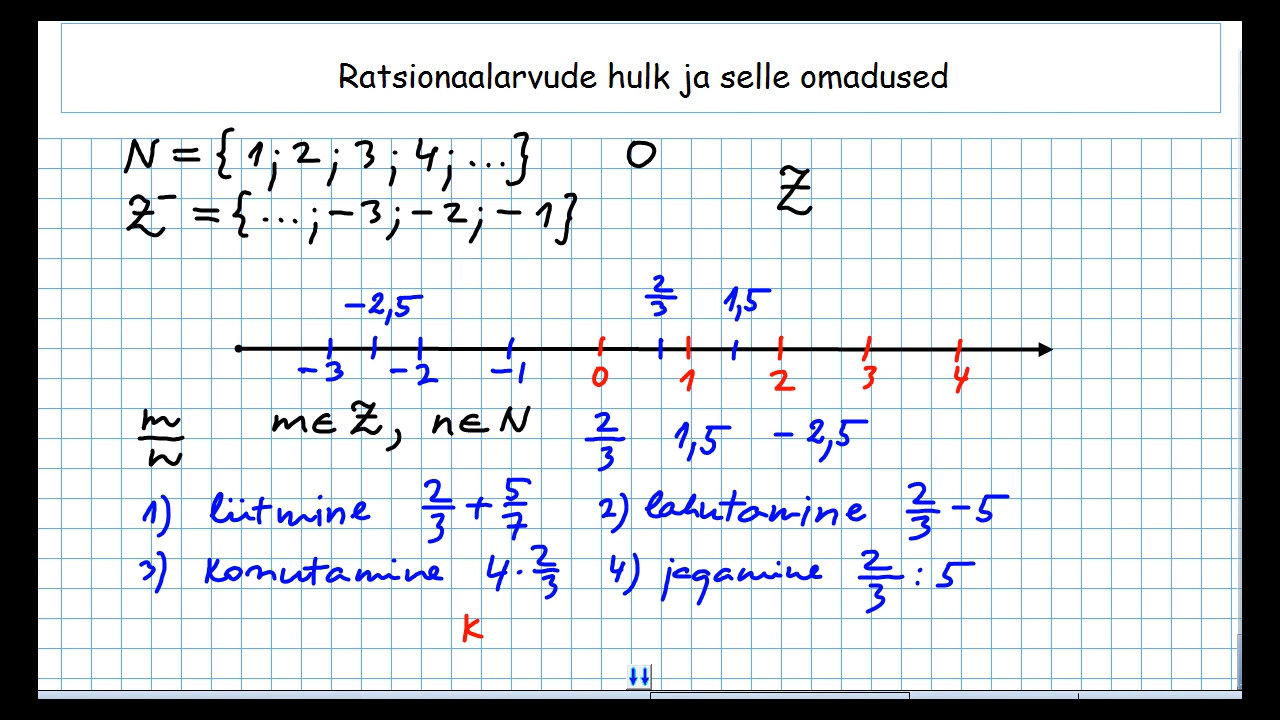 Ratsionaalarvude hulk ja selle omadused
N = { 1; 2; 3; 4; ...} 0
Z⁻ = {...; -3; -2; -1} Z
-2,5 2/3 1,5
-3 -2 -1 0 1 2 3 4
m/n m ∈ Z, n ∈ N 2/3 1,5 -2,5
1) liitmine 2/3 + 5/7 2) lahutamine 2/3 - 5
3) korrutamine 4 · 2/3 4) jagamine 2/3 : 5
K